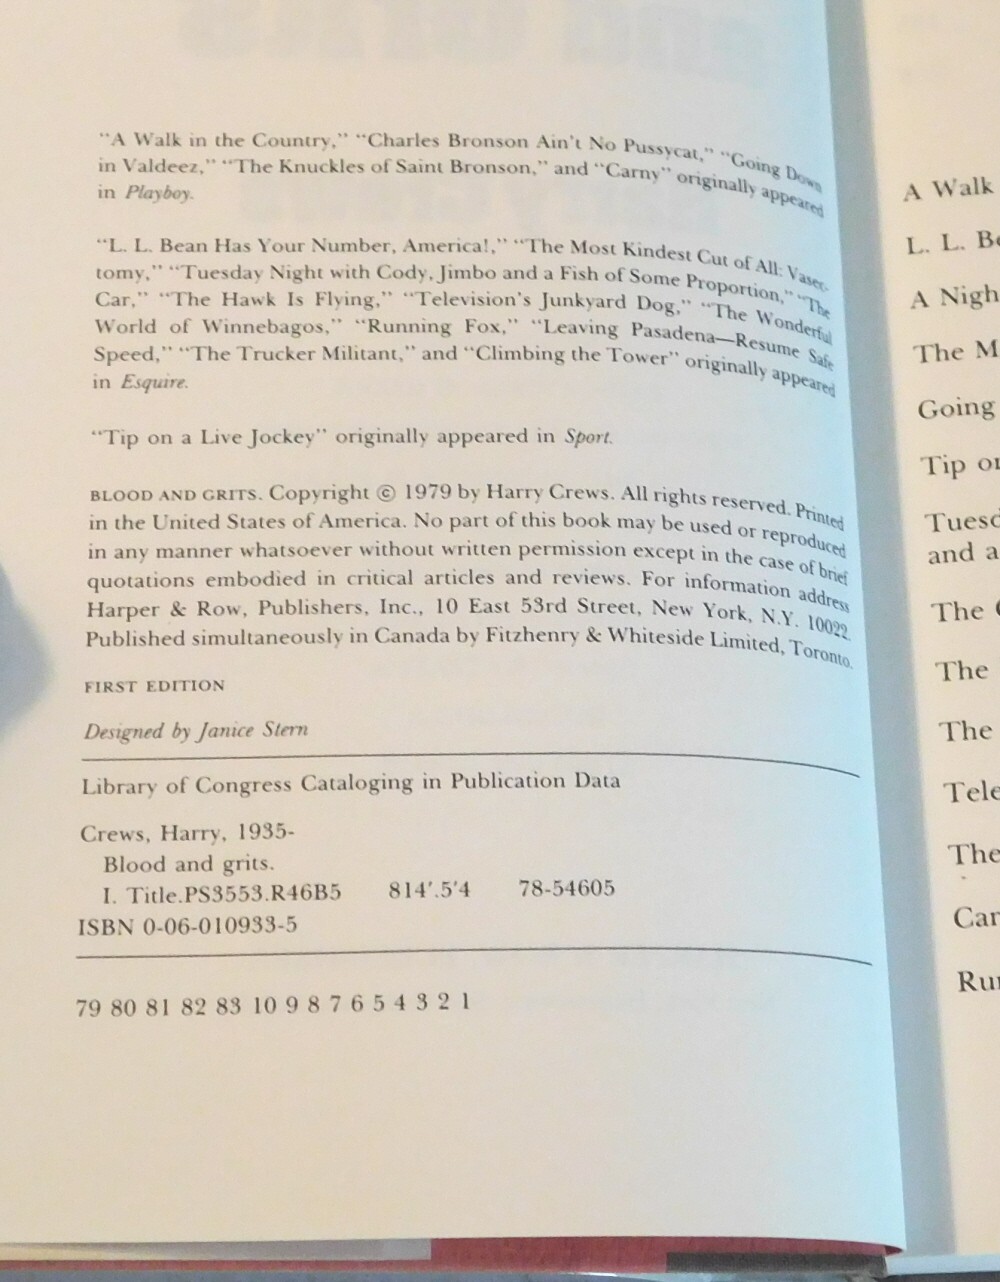 “A Walk in the Country,” “Charles Bronson Ain't No Pussycat,” “Going Down
in Valdeez,” “The Knuckles of Saint Bronson,” and “Carny” originally appeared
in Playboy.
“L. L. Bean Has Your Number, America!,” “The Most Kindest Cut of All: Vasec-
tomy,” “Tuesday Night with Cody, Jimbo and a Fish of Some Proportion,” “The
Car,” “The Hawk Is Flying,” “Television's Junkyard Dog,” “The Wonderful
World of Winnebagos,” “Running Fox,” “Leaving Pasadena—Resume Safe
Speed,” “The Trucker Militant,” and “Climbing the Tower” originally appeared
in Esquire.
“Tip on a Live Jockey” originally appeared in Sport.
BLOOD AND GRITS. Copyright © 1979 by Harry Crews. All rights reserved. Printed
in the United States of America. No part of this book may be used or reproduced
in any manner whatsoever without written permission except in the case of brief
quotations embodied in critical articles and reviews. For information address
Harper & Row, Publishers, Inc., 10 East 53rd Street, New York, N.Y. 10022.
Published simultaneously in Canada by Fitzhenry & Whiteside Limited, Toronto.
FIRST EDITION
Designed by Janice Stern
Library of Congress Cataloging in Publication Data
Crews, Harry, 1935-
Blood and grits.
I. Title.PS3553.R46B5 814'.5'4 78-54605
ISBN 0-06-010933-5
79 80 81 82 83 10 9 8 7 6 5 4 3 2 1
A Walk
L. L. Be
A Nigh
The M
Going
Tip on
Tuesd
and a
The
The
The
Tele
The
Car
Run